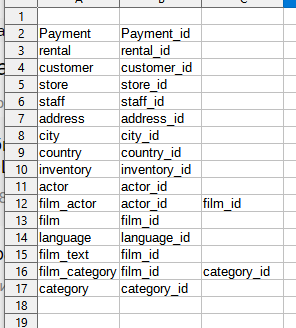 A B C
1
2 Payment Payment_id
3 rental rental_id
4 customer customer_id
5 store store_id
6 staff staff_id
7 address address_id
8 city city_id
9 country country_id
10 inventory inventory_id
11 actor actor_id
12 film_actor actor_id film_id
13 film film_id
14 language language_id
15 film_text film_id
16 film_category film_id category_id
17 category category_id
18
19